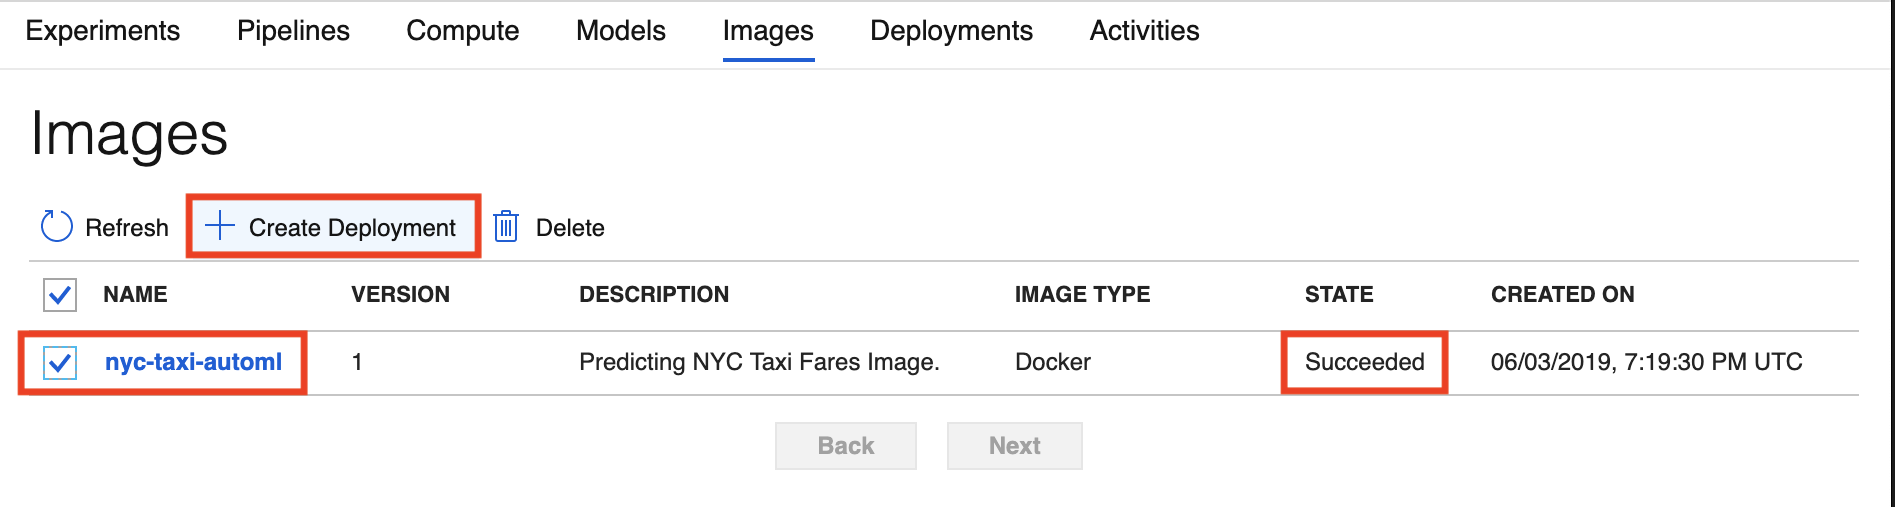 Experiments Pipelines Compute Models Images Deployments Activities
Images
Refresh Create Deployment Delete
NAME VERSION DESCRIPTION IMAGE TYPE STATE CREATED ON
nyc-taxi-automl 1 Predicting NYC Taxi Fares Image. Docker Succeeded 06/03/2019, 7:19:30 PM UTC
Back Next